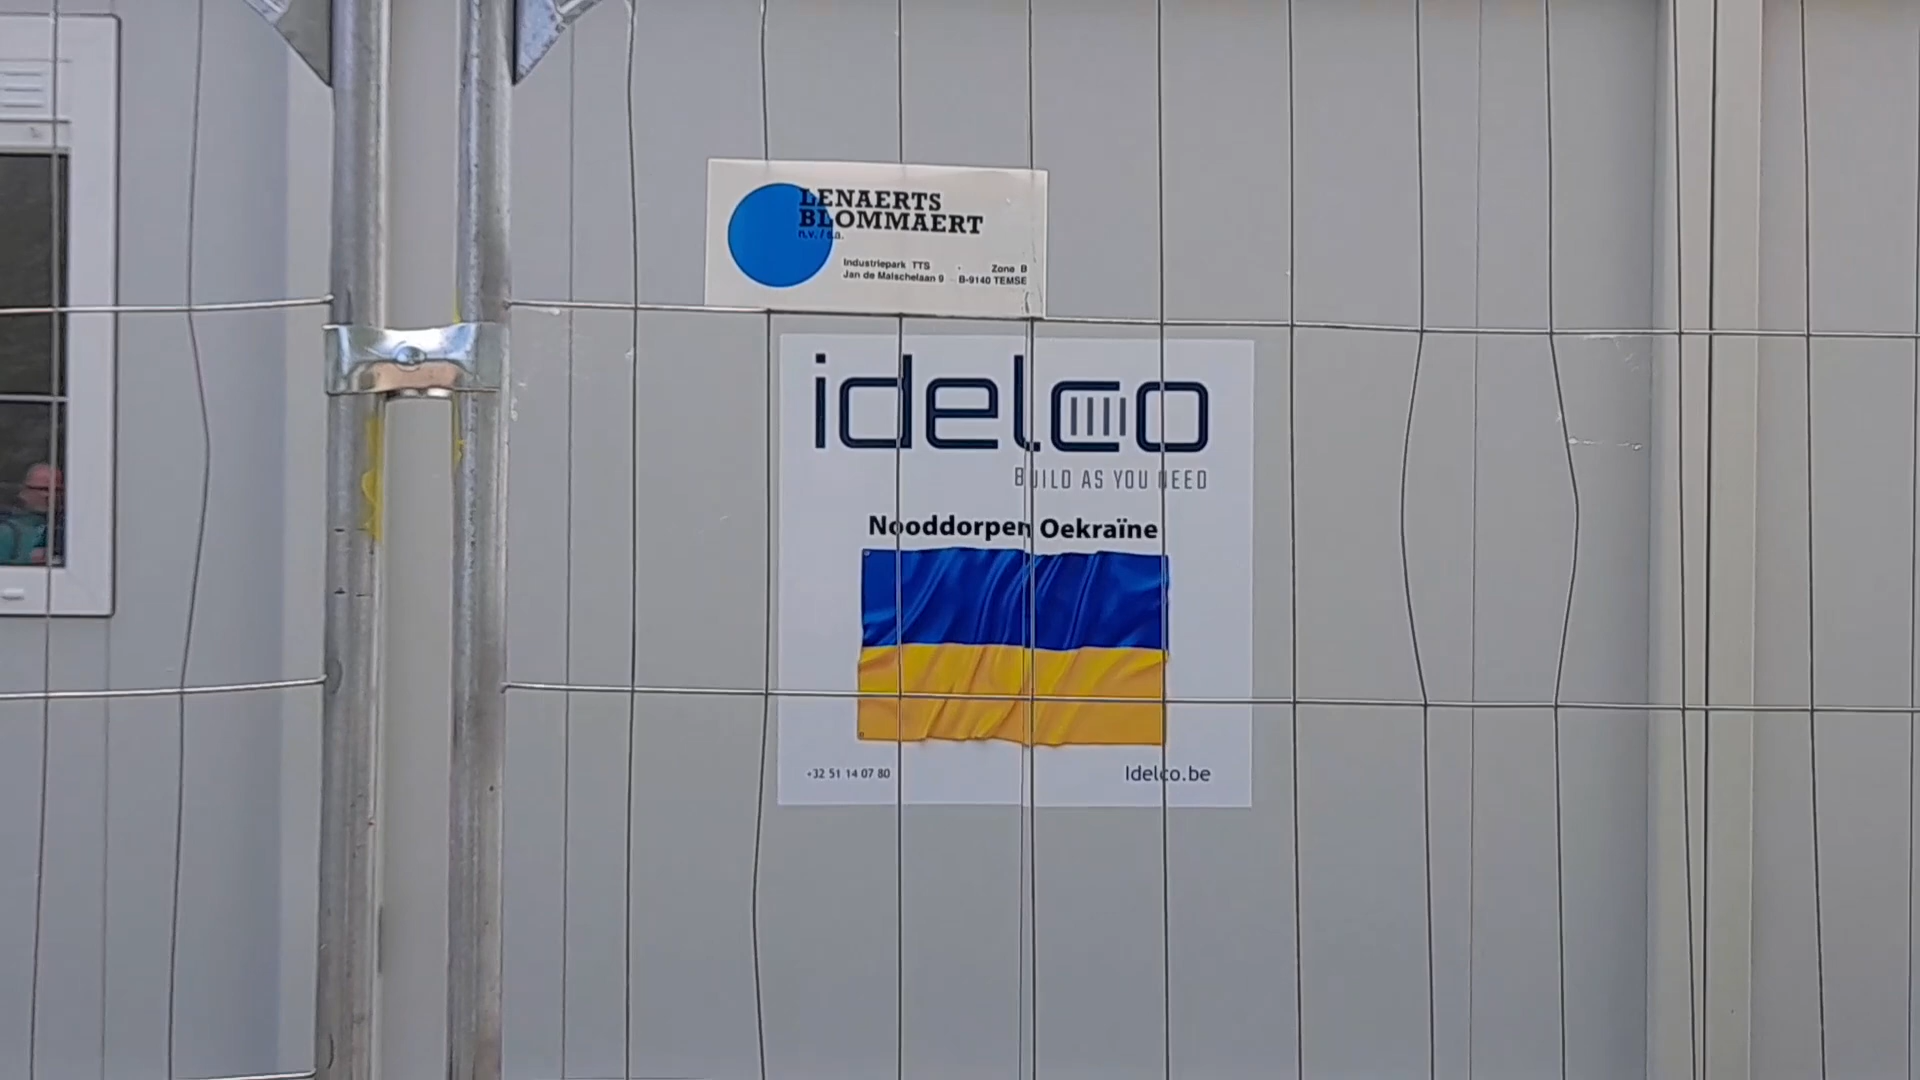 LENAERTS
BLOMMAERT
n.v. / s.a.
Industriepark TTS - Zone B
Jan de Malschelaan 9 B-9140 TEMSE
idelco
BUILD AS YOU NEED
Nooddorpen Oekraïne
+32 51 14 07 80
Idelco.be